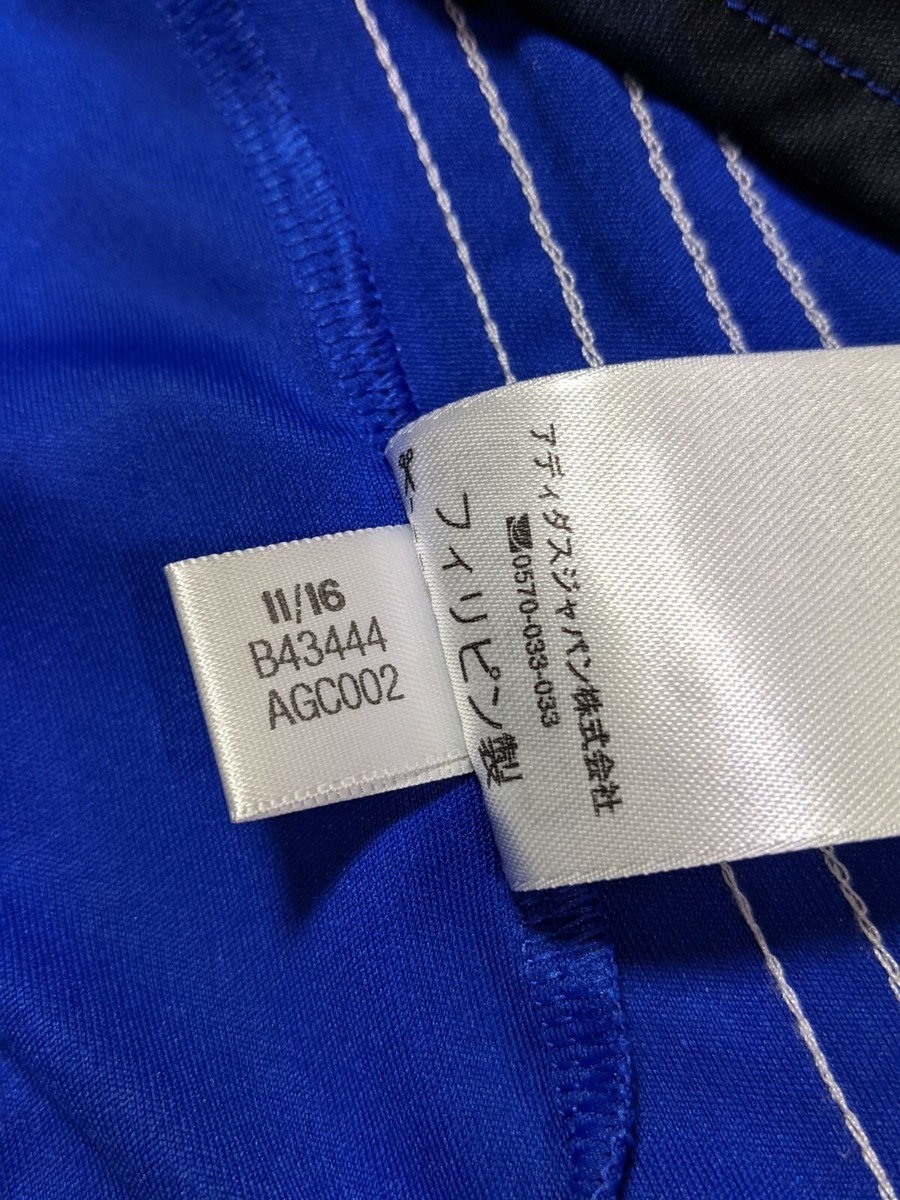 11/16
B43444
AGC002
アディダスジャパン株式会社
0570-033-033
フィリピン製